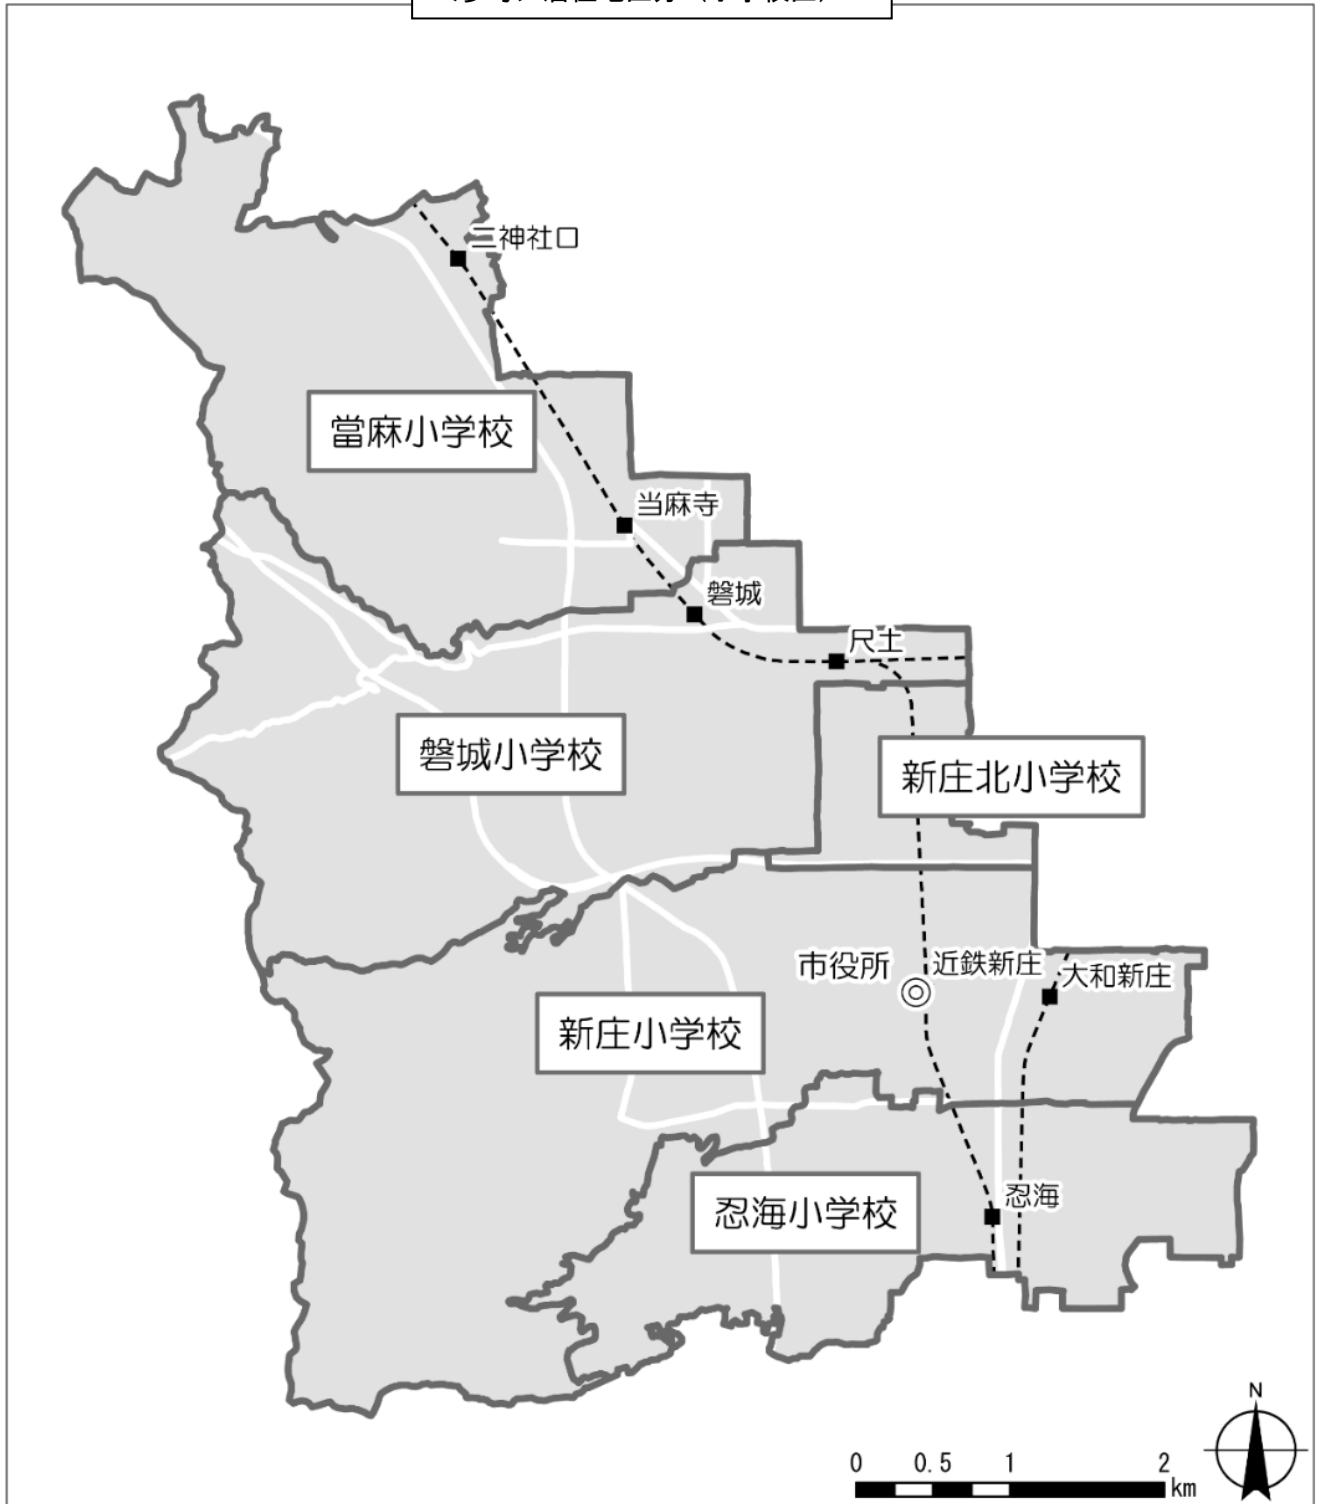 二神社口
當麻小学校
当麻寺
磐城
尺土
磐城小学校
新庄北小学校
市役所
近鉄新庄
大和新庄
新庄小学校
忍海
忍海小学校
N
0 0.5 1 2
km